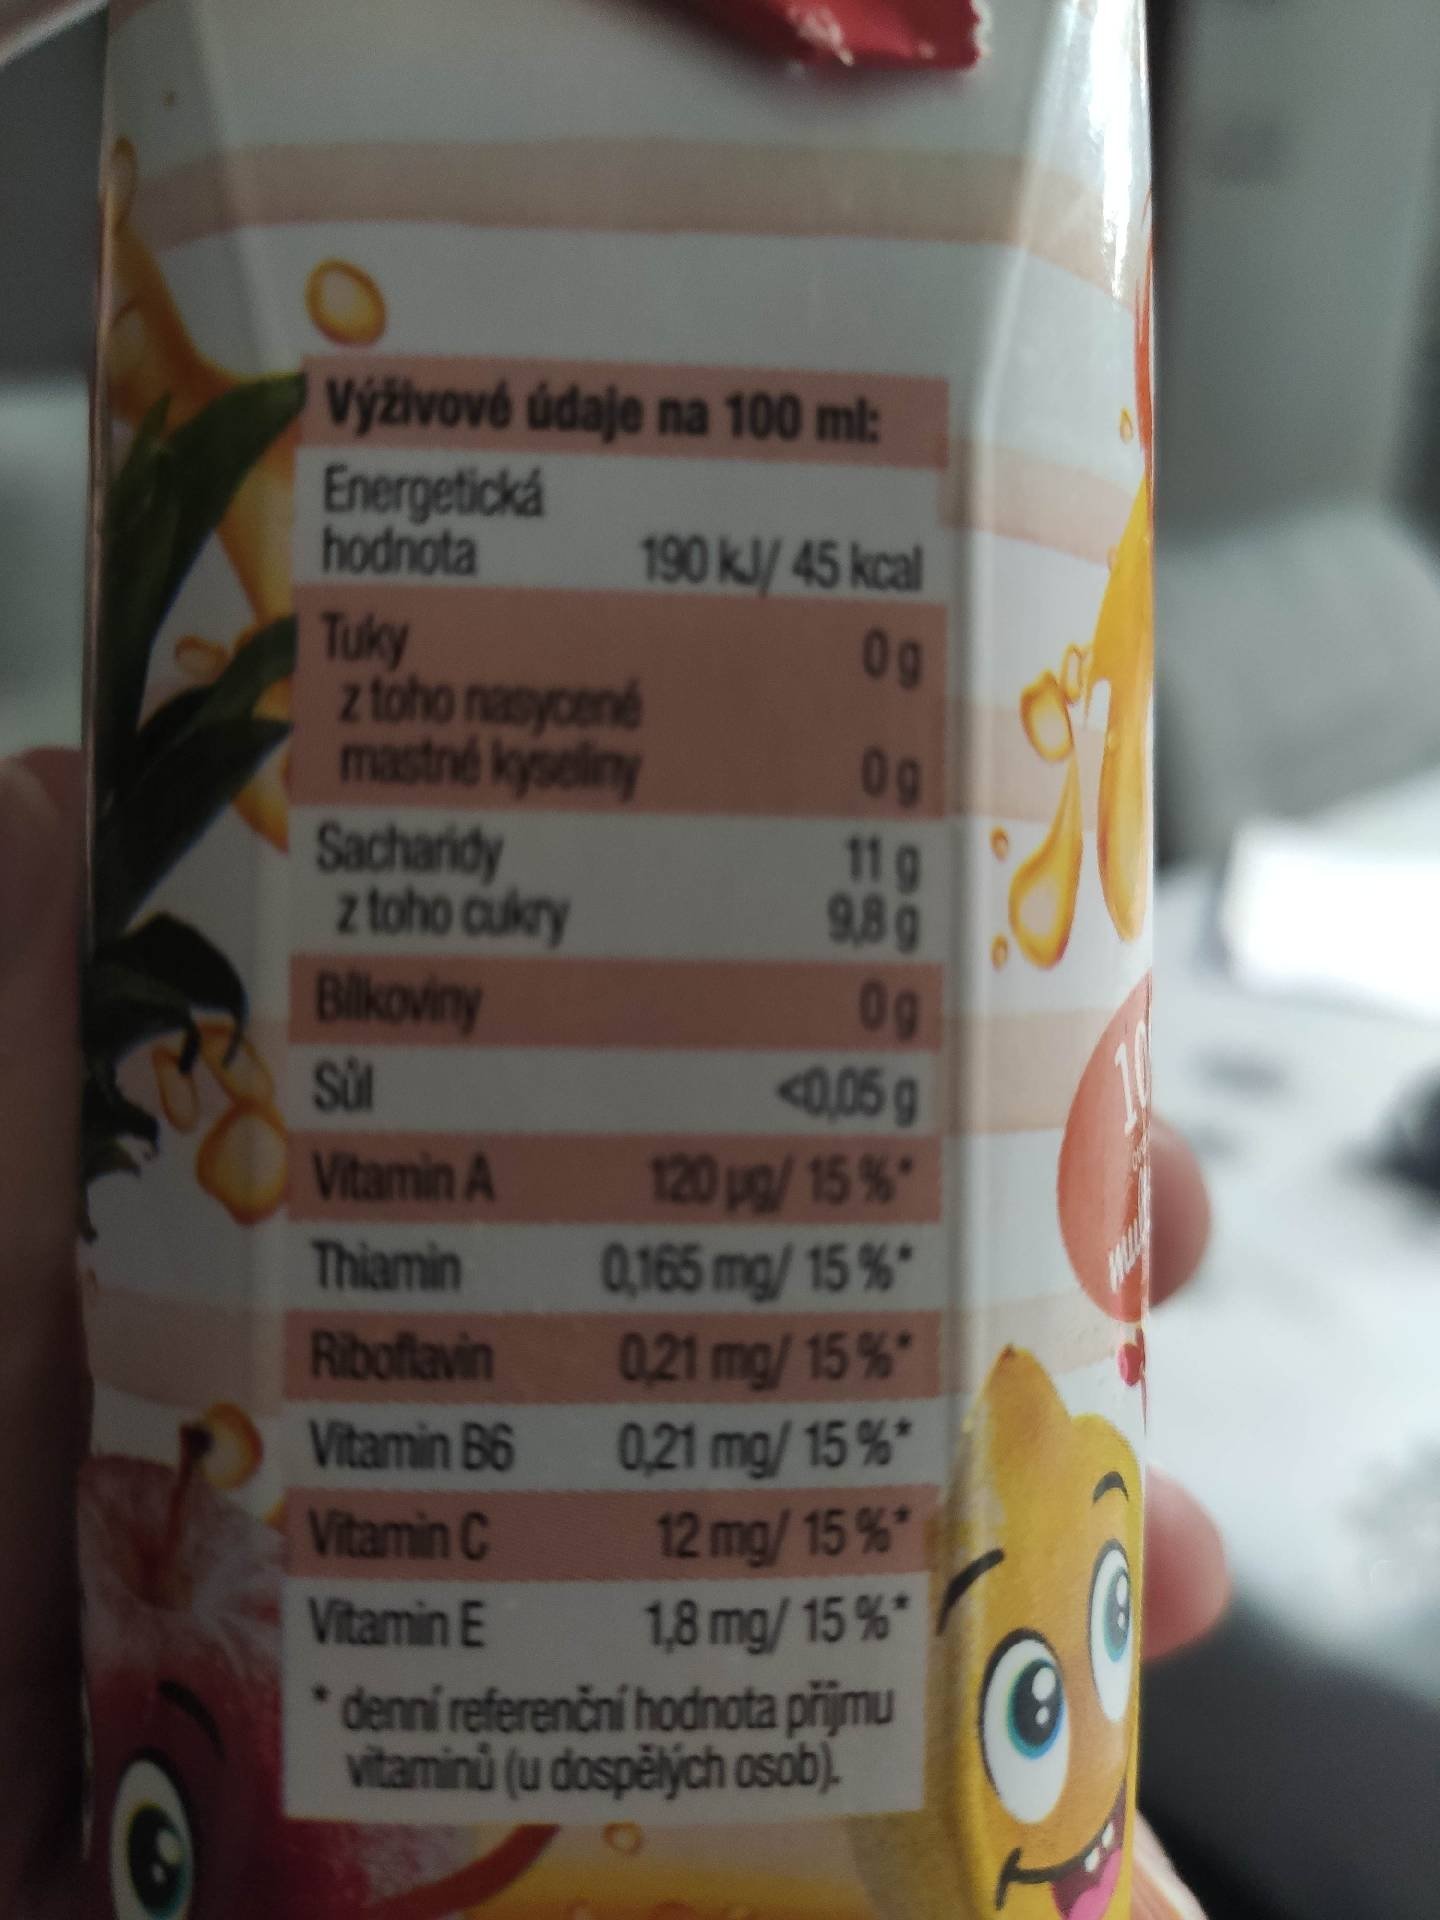 Výživové údaje na 100 ml:
Energetická
hodnota 190 kJ/ 45 kcal
Tuky 0 g
z toho nasycené
mastné kyseliny 0 g
Sacharidy 11 g
z toho cukry 9,8 g
Bílkoviny 0 g
Sůl <0,05 g
Vitamin A 120 µg/ 15 %*
Thiamin 0,165 mg/ 15 %*
Riboflavin 0,21 mg/ 15 %*
Vitamin B6 0,21 mg/ 15 %*
Vitamin C 12 mg/ 15 %*
Vitamin E 1,8 mg/ 15 %*
* denní referenční hodnota příjmu
vitaminů (u dospělých osob).